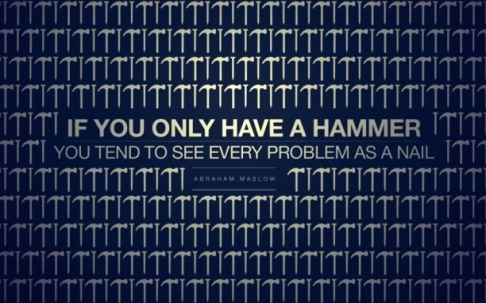 IF YOU ONLY HAVE A HAMMER
YOU TEND TO SEE EVERY PROBLEM AS A NAIL
ABRAHAM MASLOW